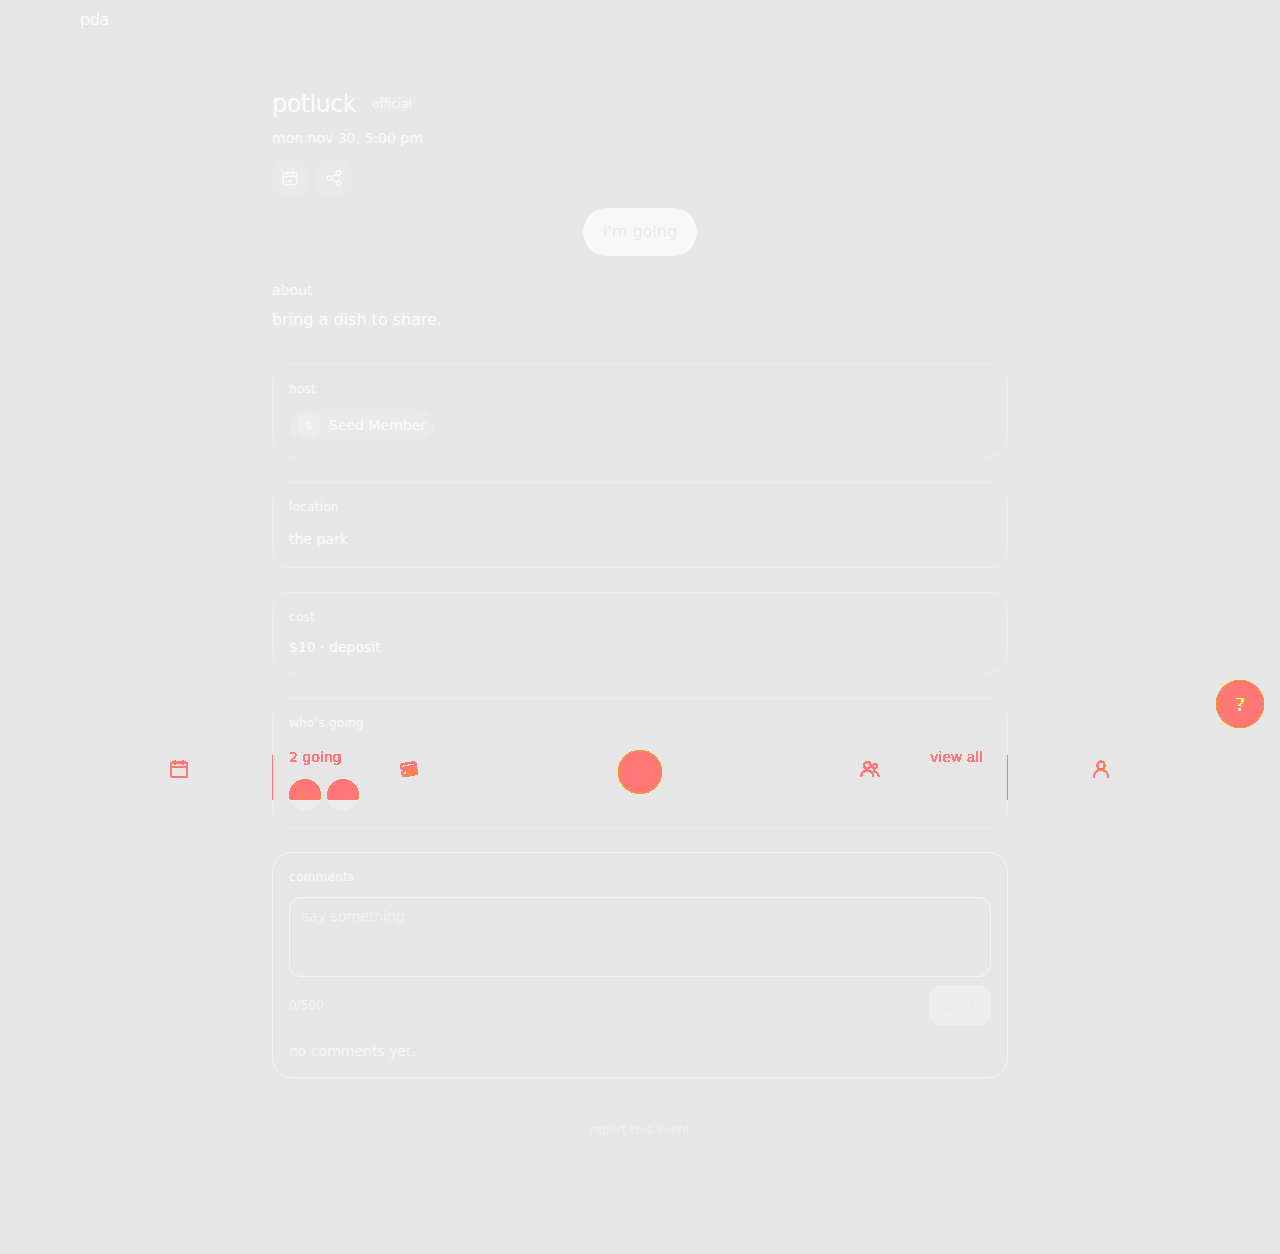 pda
potluck official
mon nov 30, 5:00 pm
i'm going
about
bring a dish to share.
host
S Seed Member
location
the park
cost
$10 · deposit
?
who's going
2 going view all
comments
say something...
0/500 post
no comments yet.
report this event